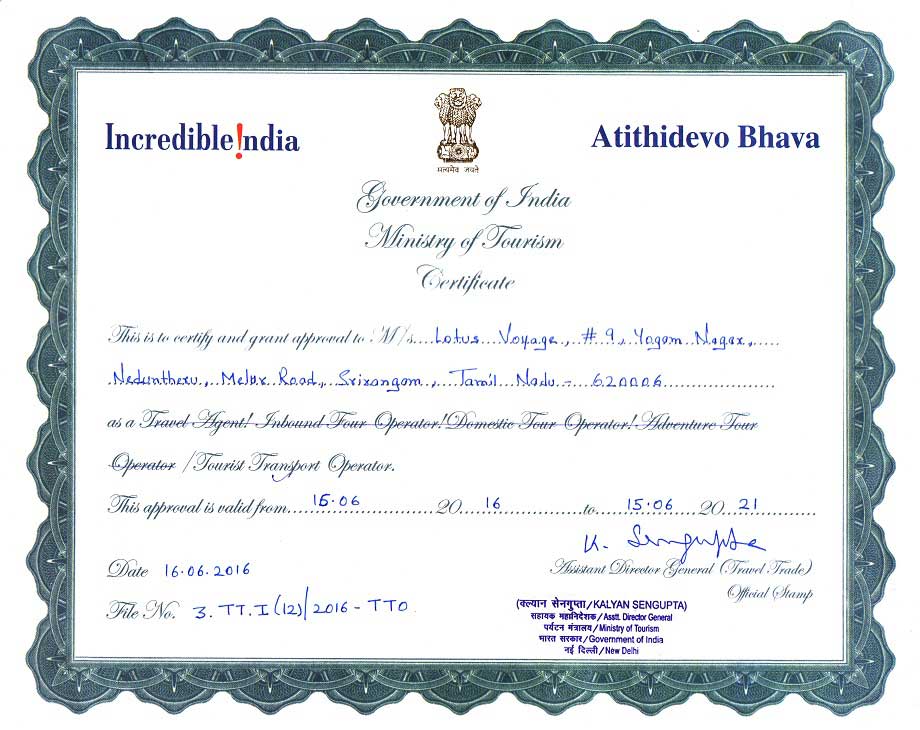 Incredible!ndia
Atithidevo Bhava
सत्यमेव जयते
Government of India
Ministry of Tourism
Certificate
This is to certify and grant approval to M/s....Lotus Voyage, #9, Yagam Nagar,.....
Neduntheru, Melur Road, Srirangam, Tamil Nadu - 620006......................
as a Travel Agent/ Inbound Tour Operator/ Domestic Tour Operator/ Adventure Tour
Operator /Tourist Transport Operator.
This approval is valid from......15.06..................20...16...................to......15.06......20...21..............
K. Sengupta
Date 16.06.2016
Assistant Director General (Travel Trade)
Official Stamp
File No. 3.TT.I(12)/2016-TTO
(कल्यान सेनगुप्ता/KALYAN SENGUPTA)
सहायक महानिदेशक/Asstt. Director General
पर्यटन मंत्रालय/Ministry of Tourism
भारत सरकार/Government of India
नई दिल्ली/New Delhi